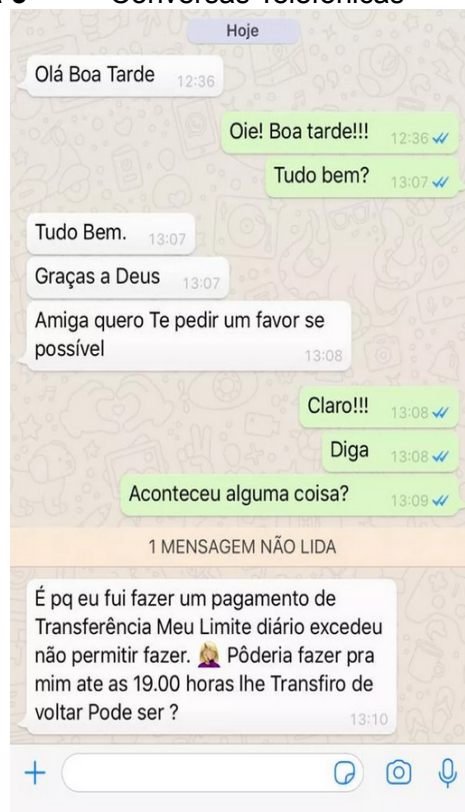 Conversas Telefônicas
Hoje
Olá Boa Tarde 12:36
Oie! Boa tarde!!! 12:36
Tudo bem? 13:07
Tudo Bem. 13:07
Graças a Deus 13:07
Amiga quero Te pedir um favor se
possível 13:08
Claro!!! 13:08
Diga 13:08
Aconteceu alguma coisa? 13:09
1 MENSAGEM NÃO LIDA
É pq eu fui fazer um pagamento de
Transferência Meu Limite diário excedeu
não permitir fazer. 🤦🏼‍♀️ Pôderia fazer pra
mim ate as 19.00 horas lhe Transfiro de
voltar Pode ser ? 13:10